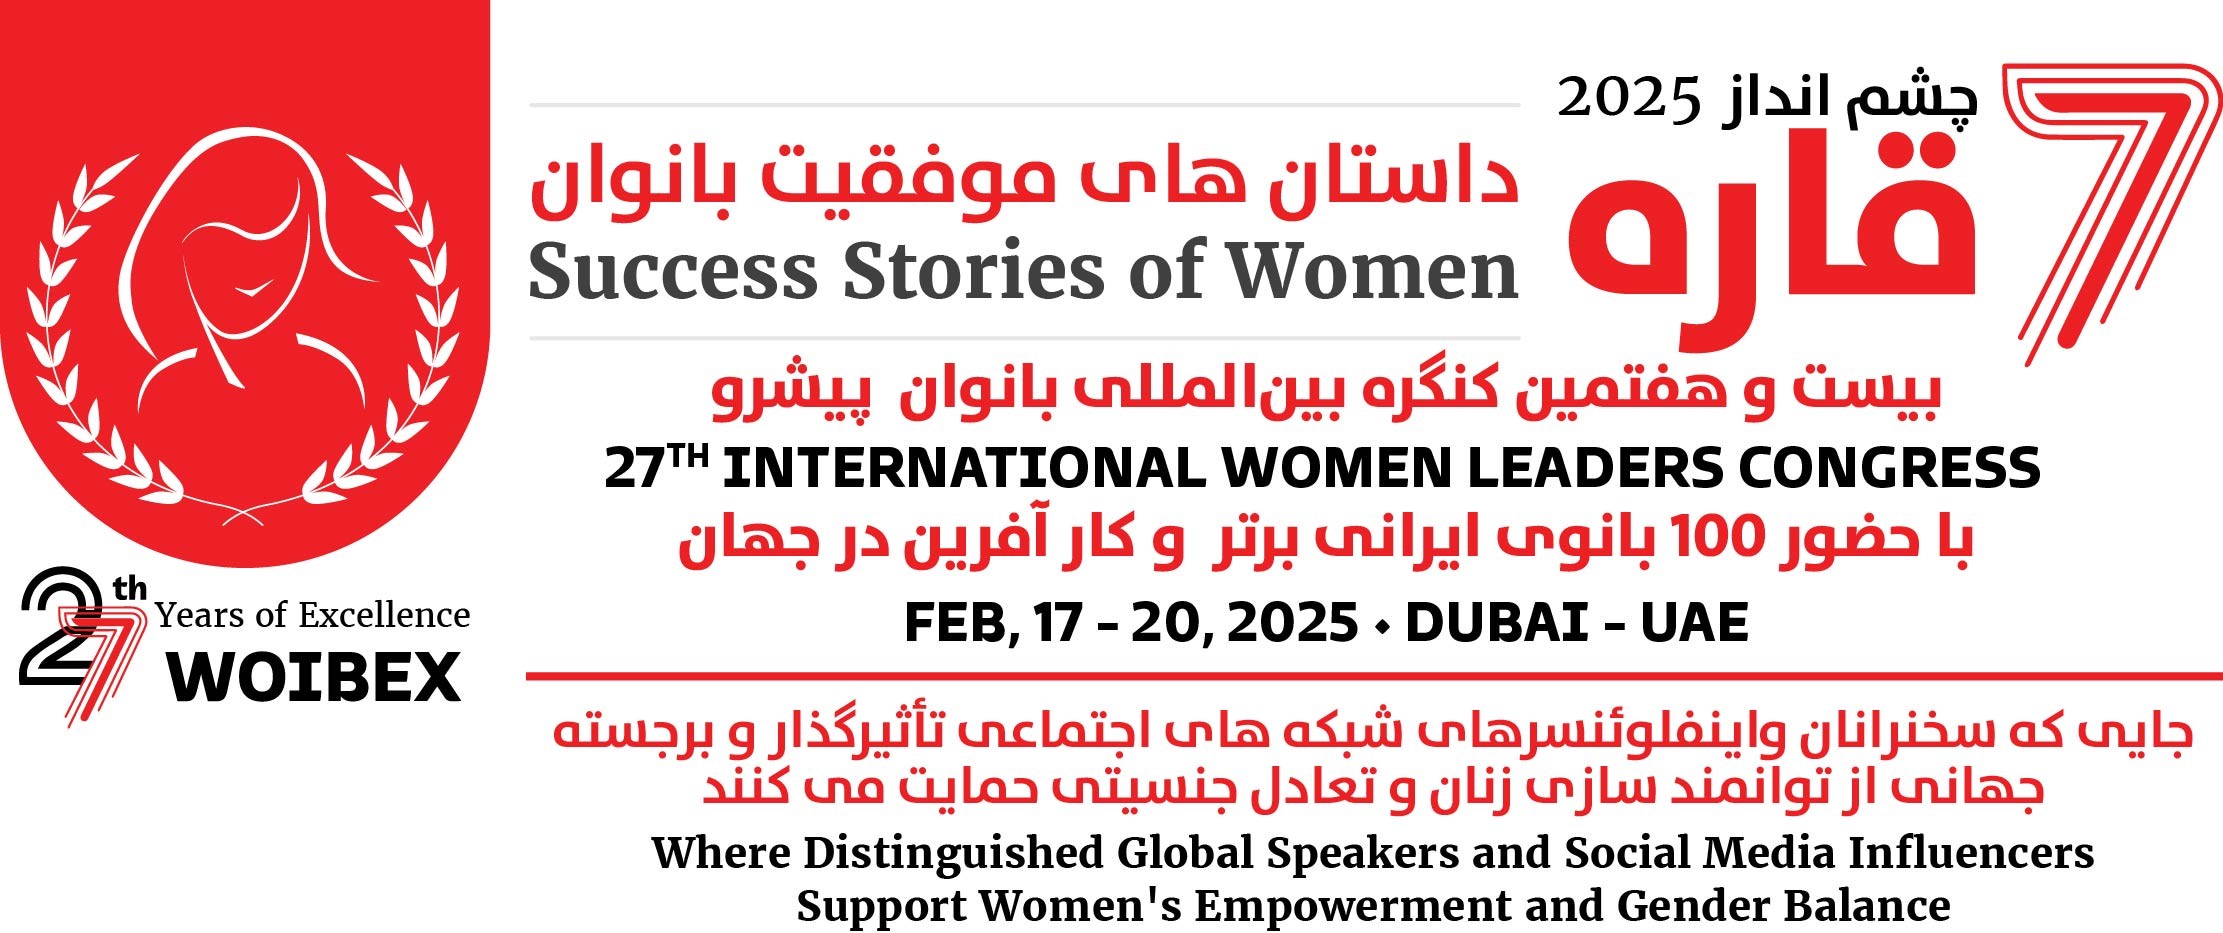 چشم انداز 2025
7 قاره
داستان های موفقیت بانوان
Success Stories of Women
بیست و هفتمین کنگره بین‌المللی بانوان پیشرو
27TH INTERNATIONAL WOMEN LEADERS CONGRESS
با حضور 100 بانوی ایرانی برتر و کار آفرین در جهان
FEB, 17 - 20, 2025 • DUBAI - UAE
27th Years of Excellence
WOIBEX
جایی که سخنرانان واینفلوئنسرهای شبکه های اجتماعی تأثیرگذار و برجسته
جهانی از توانمند سازی زنان و تعادل جنسیتی حمایت می کنند
Where Distinguished Global Speakers and Social Media Influencers
Support Women's Empowerment and Gender Balance